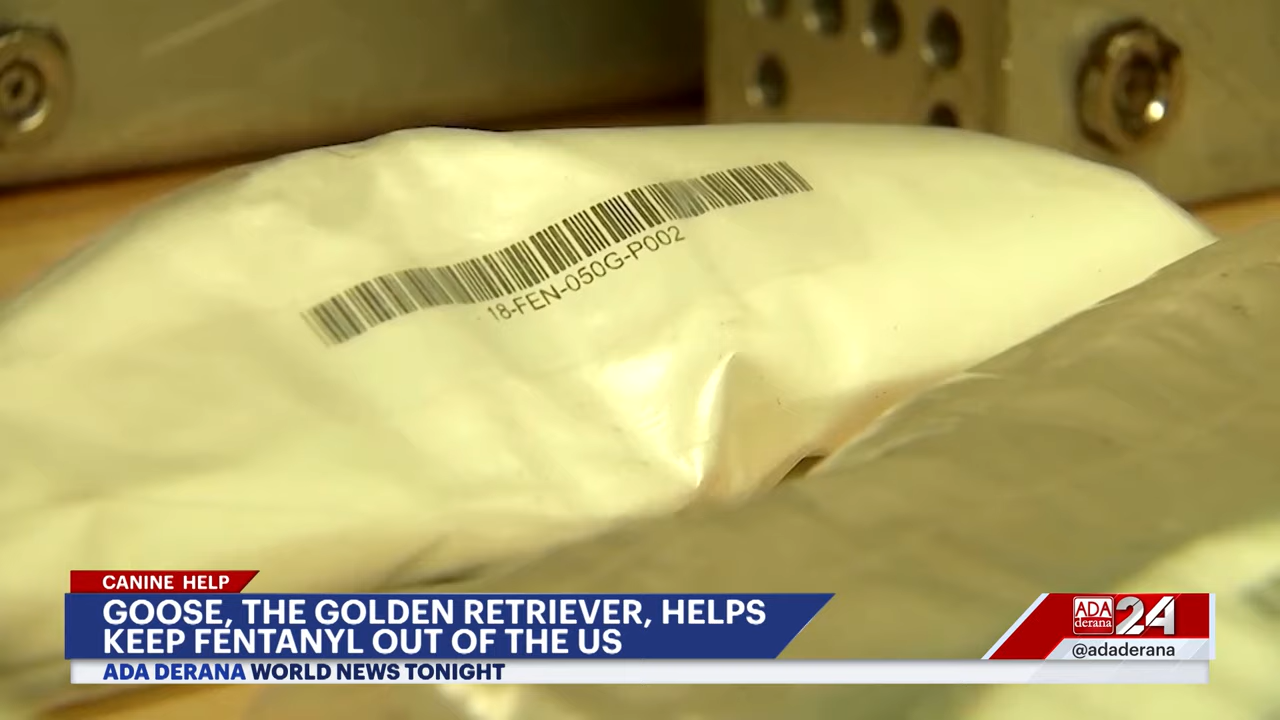 18-FEN-050G-P002
CANINE HELP
GOOSE, THE GOLDEN RETRIEVER, HELPS
KEEP FENTANYL OUT OF THE US
ADA DERANA WORLD NEWS TONIGHT
ADA
derana
24
@adaderana